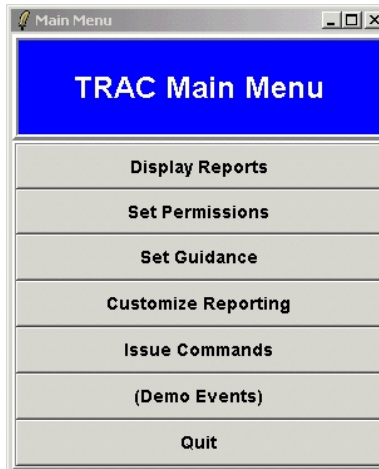 Main Menu
TRAC Main Menu
Display Reports
Set Permissions
Set Guidance
Customize Reporting
Issue Commands
(Demo Events)
Quit